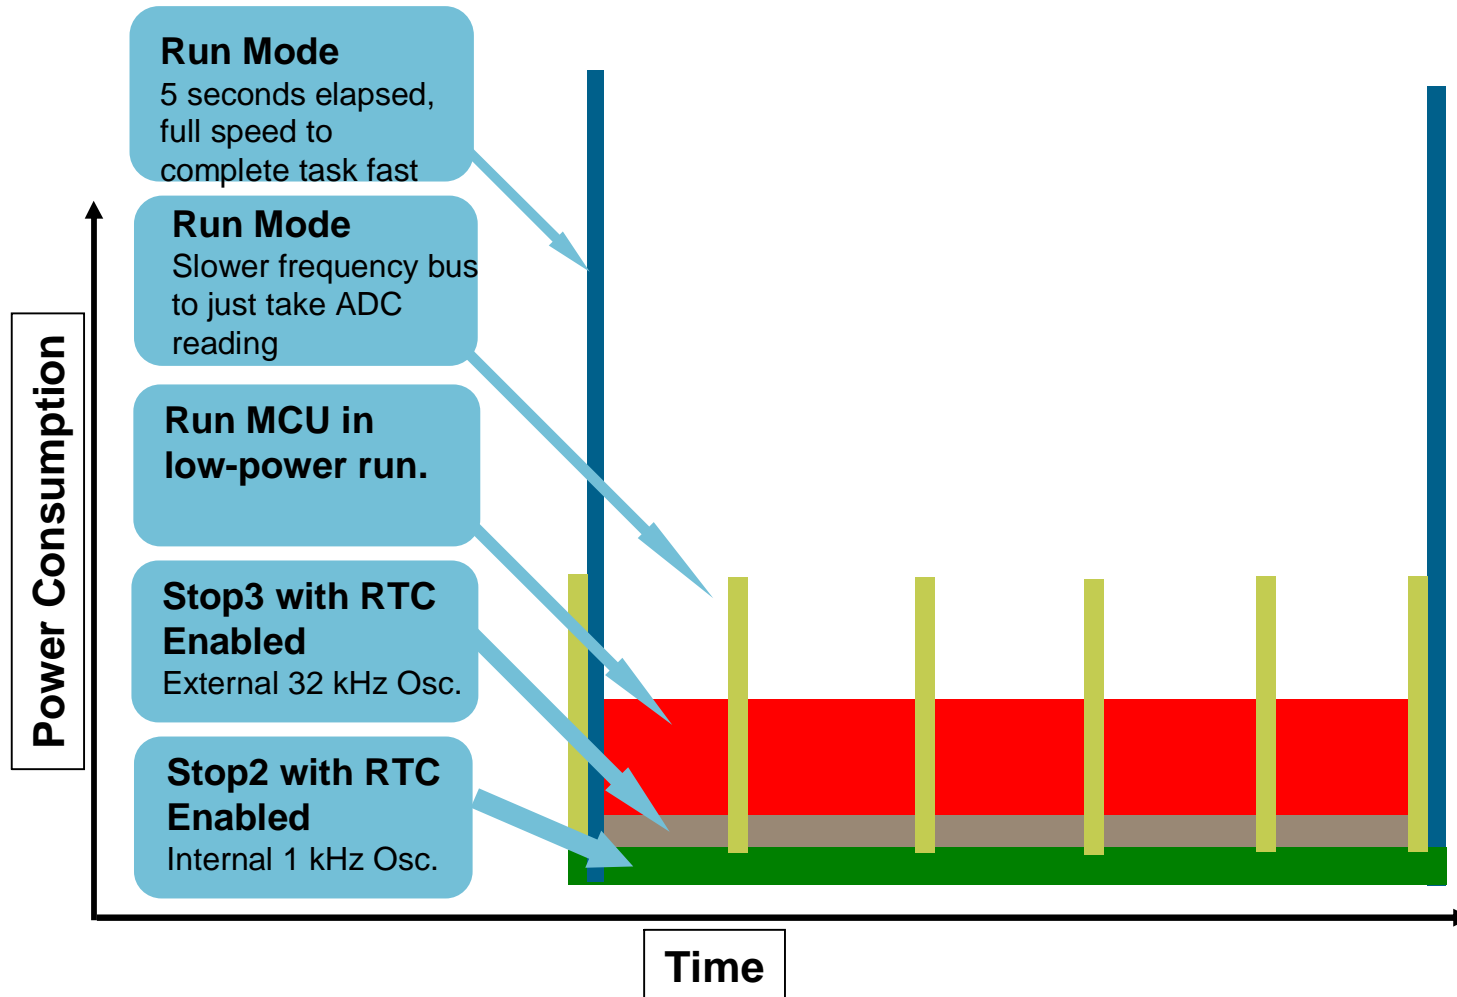 Run Mode
5 seconds elapsed,
full speed to
complete task fast
Run Mode
Slower frequency bus
to just take ADC
reading
Run MCU in
low-power run.
Stop3 with RTC
Enabled
External 32 kHz Osc.
Stop2 with RTC
Enabled
Internal 1 kHz Osc.
Power Consumption
Time